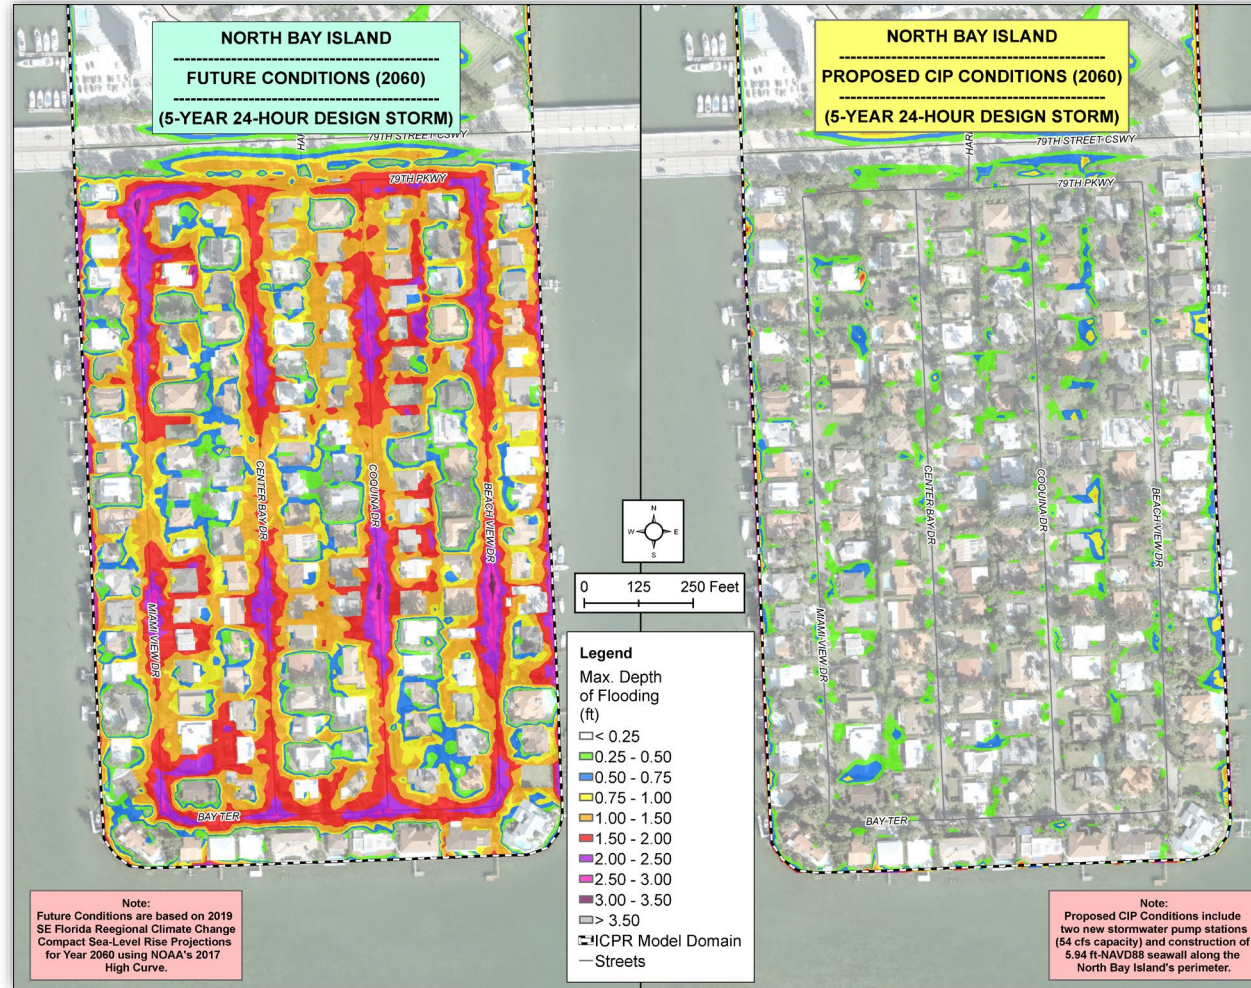 NORTH BAY ISLAND
FUTURE CONDITIONS (2060)
(5-YEAR 24-HOUR DESIGN STORM)
NORTH BAY ISLAND
PROPOSED CIP CONDITIONS (2060)
(5-YEAR 24-HOUR DESIGN STORM)
HAR
79TH STREET CSWY
79TH PKWY
CENTER BAY DR
COQUINA DR
BEACH VIEW DR
MIAMI VIEW DR
BAY TER
HAR
79TH STREET CSWY
79TH PKWY
CENTER BAY DR
COQUINA DR
BEACH VIEW DR
MIAMI VIEW DR
BAY TER
N
W E
S
0 125 250 Feet
Legend
Max. Depth
of Flooding
(ft)
< 0.25
0.25 - 0.50
0.50 - 0.75
0.75 - 1.00
1.00 - 1.50
1.50 - 2.00
2.00 - 2.50
2.50 - 3.00
3.00 - 3.50
> 3.50
ICPR Model Domain
Streets
Note:
Future Conditions are based on 2019
SE Florida Reegional Climate Change
Compact Sea-Level Rise Projections
for Year 2060 using NOAA's 2017
High Curve.
Note:
Proposed CIP Conditions include
two new stormwater pump stations
(54 cfs capacity) and construction of
5.94 ft-NAVD88 seawall along the
North Bay Island's perimeter.